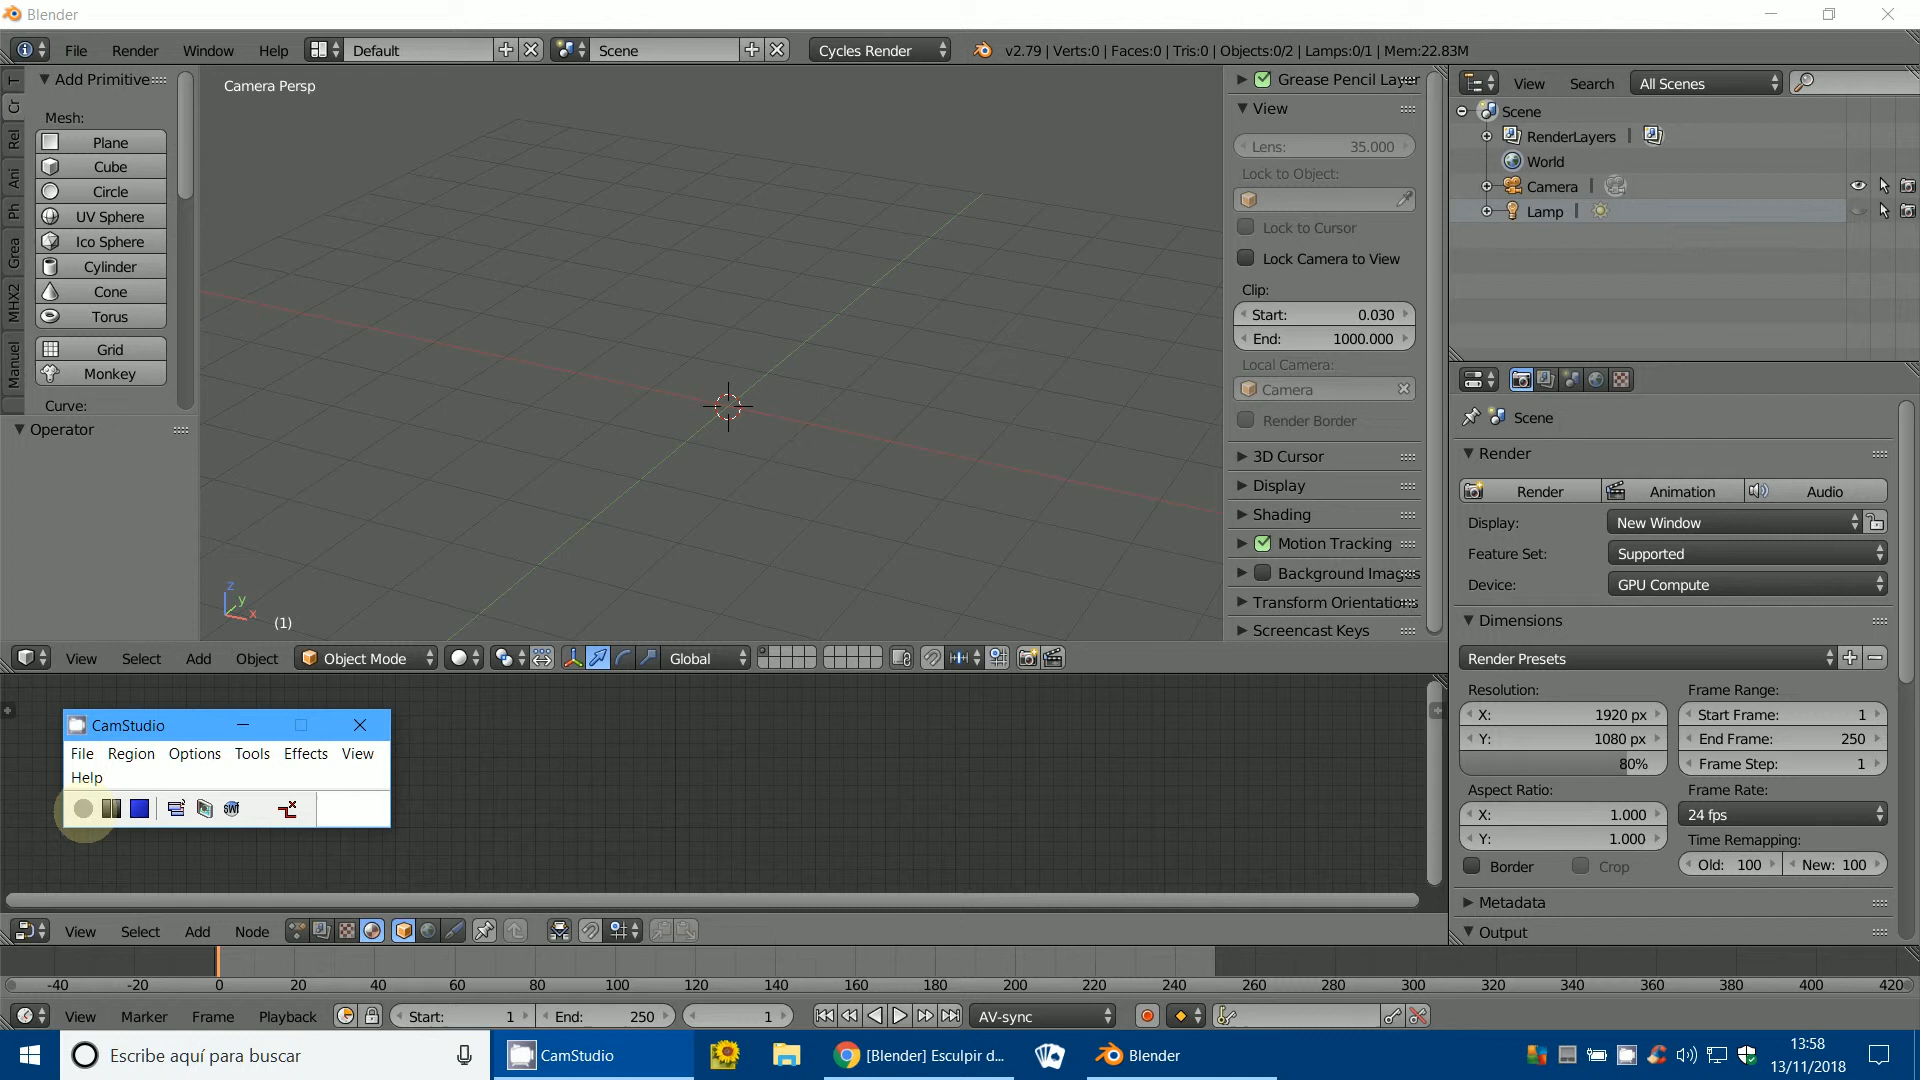 Blender
File Render Window Help Default Scene Cycles Render v2.79 | Verts:0 | Faces:0 | Tris:0 | Objects:0/2 | Lamps:0/1 | Mem:22.83M
T
Cr
Rel
Ani
Ph
Grea
MHX2
Manuel
Add Primitive
Mesh:
Plane
Cube
Circle
UV Sphere
Ico Sphere
Cylinder
Cone
Torus
Grid
Monkey
Curve:
Operator
Camera Persp
z
y
x
(1)
Grease Pencil Layer
View
Lens: 35.000
Lock to Object:
Lock to Cursor
Lock Camera to View
Clip:
Start: 0.030
End: 1000.000
Local Camera:
Camera
Render Border
3D Cursor
Display
Shading
Motion Tracking
Background Images
Transform Orientations
Screencast Keys
View Search All Scenes
Scene
RenderLayers
World
Camera
Lamp
Scene
Render
Render Animation Audio
Display: New Window
Feature Set: Supported
Device: GPU Compute
Dimensions
Render Presets
Resolution: Frame Range:
X: 1920 px Start Frame: 1
Y: 1080 px End Frame: 250
80% Frame Step: 1
Aspect Ratio: Frame Rate:
X: 1.000 24 fps
Y: 1.000 Time Remapping:
Border Crop Old: 100 New: 100
Metadata
Output
View Select Add Object Object Mode Global
CamStudio
File Region Options Tools Effects View
Help
SWf
View Select Add Node
-40 -20 0 20 40 60 80 100 120 140 160 180 200 220 240 260 280 300 320 340 360 380 400 420
View Marker Frame Playback Start: 1 End: 250 1 AV-sync
Escribe aquí para buscar CamStudio [Blender] Esculpir d... Blender
13:58
13/11/2018